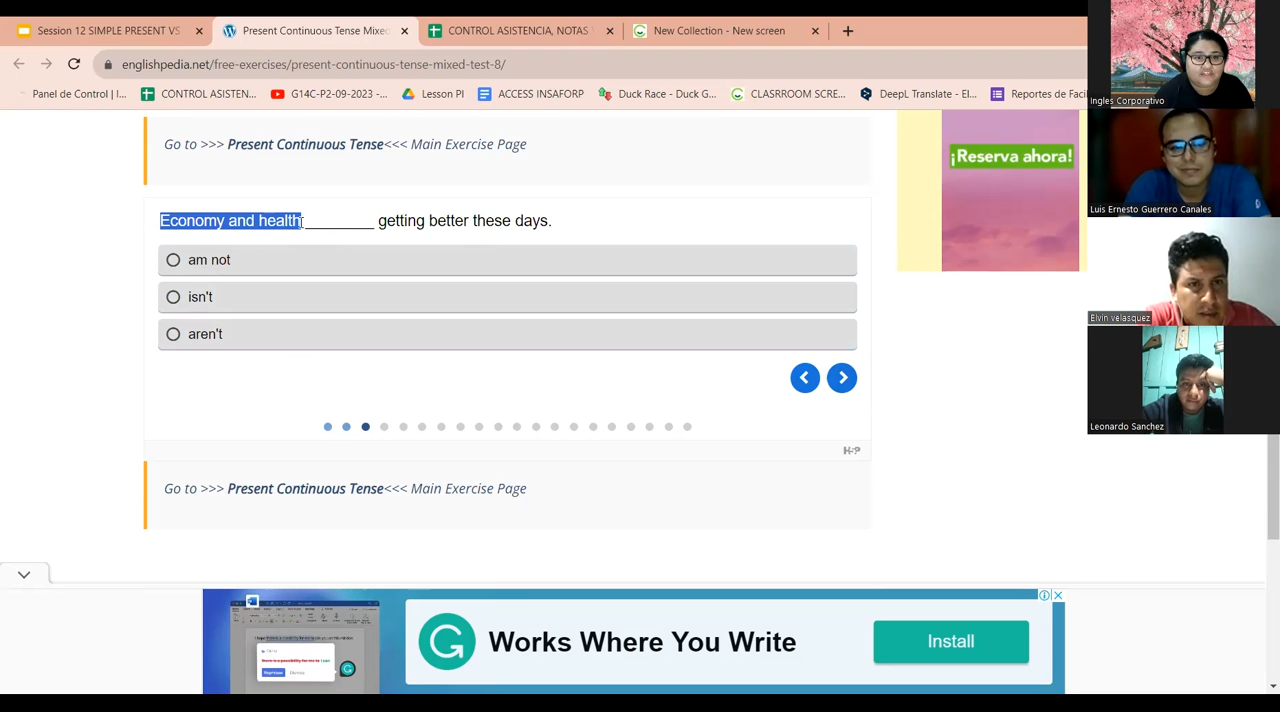 Session 12 SIMPLE PRESENT VS
Present Continuous Tense Mixed
CONTROL ASISTENCIA, NOTAS Y
New Collection - New screen
englishpedia.net/free-exercises/present-continuous-tense-mixed-test-8/
Panel de Control | I...
CONTROL ASISTEN...
G14C-P2-09-2023 -...
Lesson PI
ACCESS INSAFORP
Duck Race - Duck G...
CLASRROOM SCRE...
DeepL Translate - El...
Reportes de Facil
Ingles Corporativo
Go to >>> Present Continuous Tense<<< Main Exercise Page
¡Reserva ahora!
Luis Ernesto Guerrero Canales
Economy and health ________ getting better these days.
am not
isn't
aren't
Elvin velasquez
Leonardo Sanchez
H-P
Go to >>> Present Continuous Tense<<< Main Exercise Page
Works Where You Write
Install